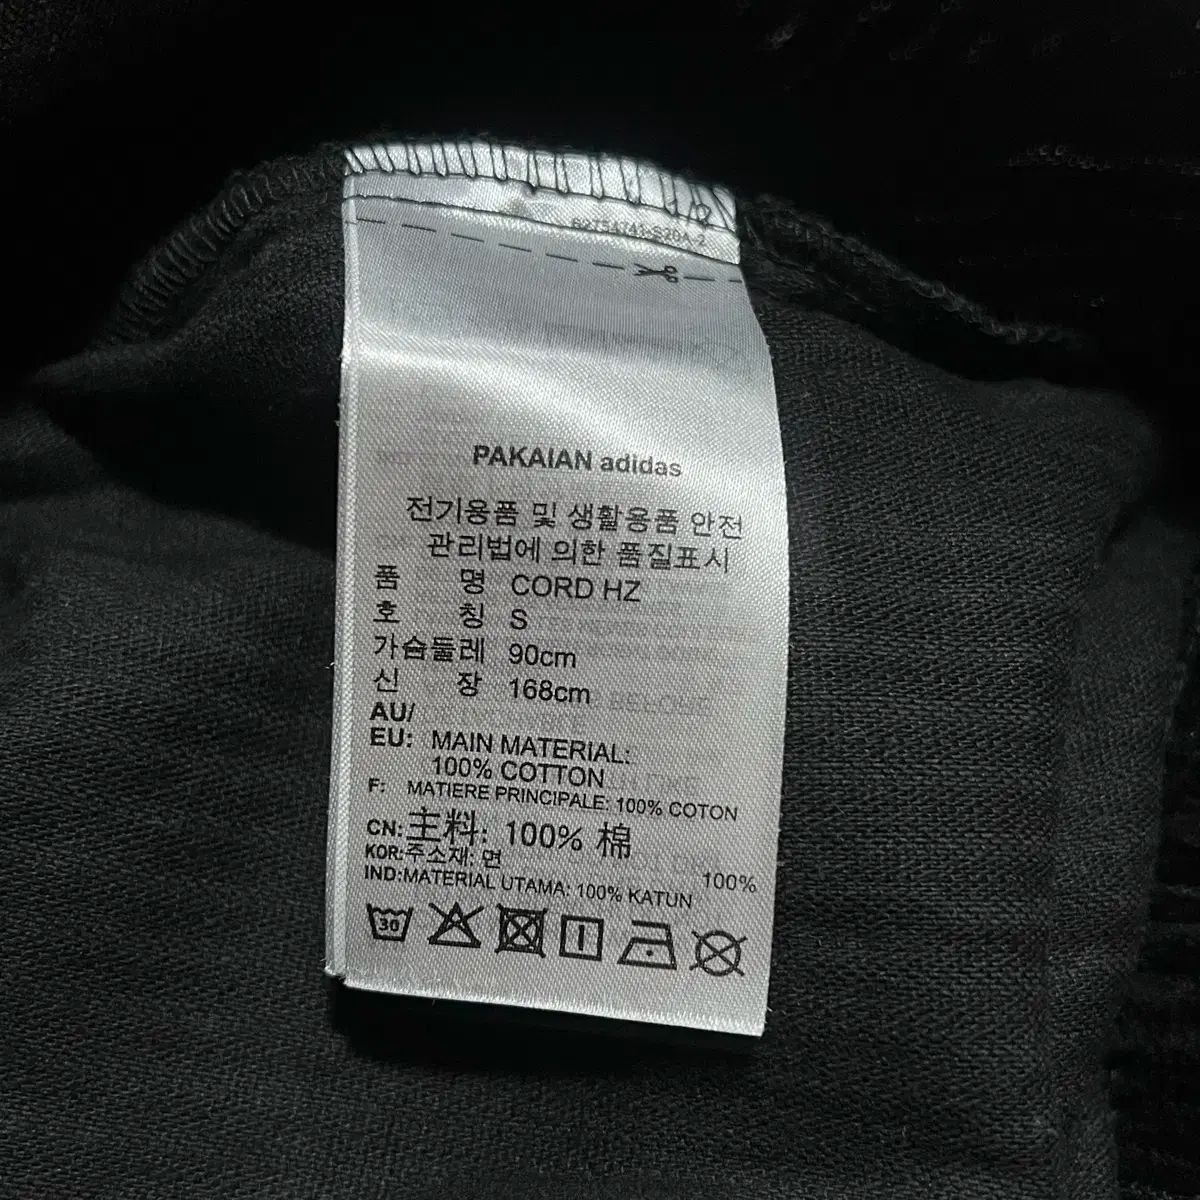 PAKAIAN adidas
전기용품 및 생활용품 안전
관리법에 의한 품질표시
품 명 CORD HZ
호 칭 S
가슴둘레 90cm
신 장 168cm
AU/
EU: MAIN MATERIAL:
100% COTTON
F: MATIERE PRINCIPALE: 100% COTON
CN: 主料: 100% 棉
KOR:주소재: 면
100%
IND:MATERIAL UTAMA: 100% KATUN
30